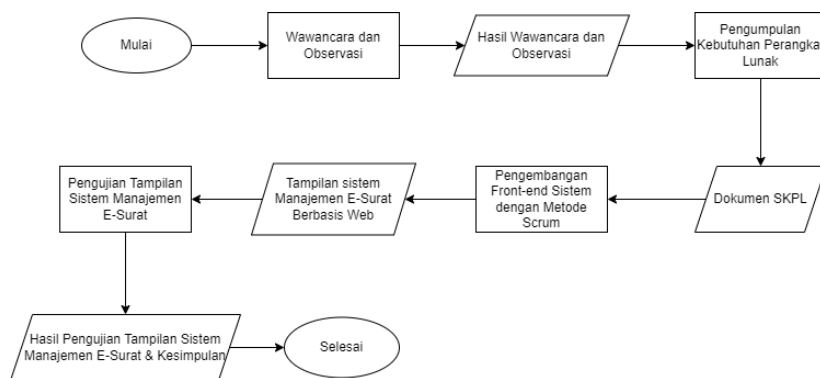 Mulai
Wawancara dan
Observasi
Hasil Wawancara dan
Observasi
Pengumpulan
Kebutuhan Perangka
Lunak
Dokumen SKPL
Pengembangan
Front-end Sistem
dengan Metode
Scrum
Tampilan sistem
Manajemen E-Surat
Berbasis Web
Pengujian Tampilan
Sistem Manajemen
E-Surat
Hasil Pengujian Tampilan Sistem
Manajemen E-Surat & Kesimpulan
Selesai